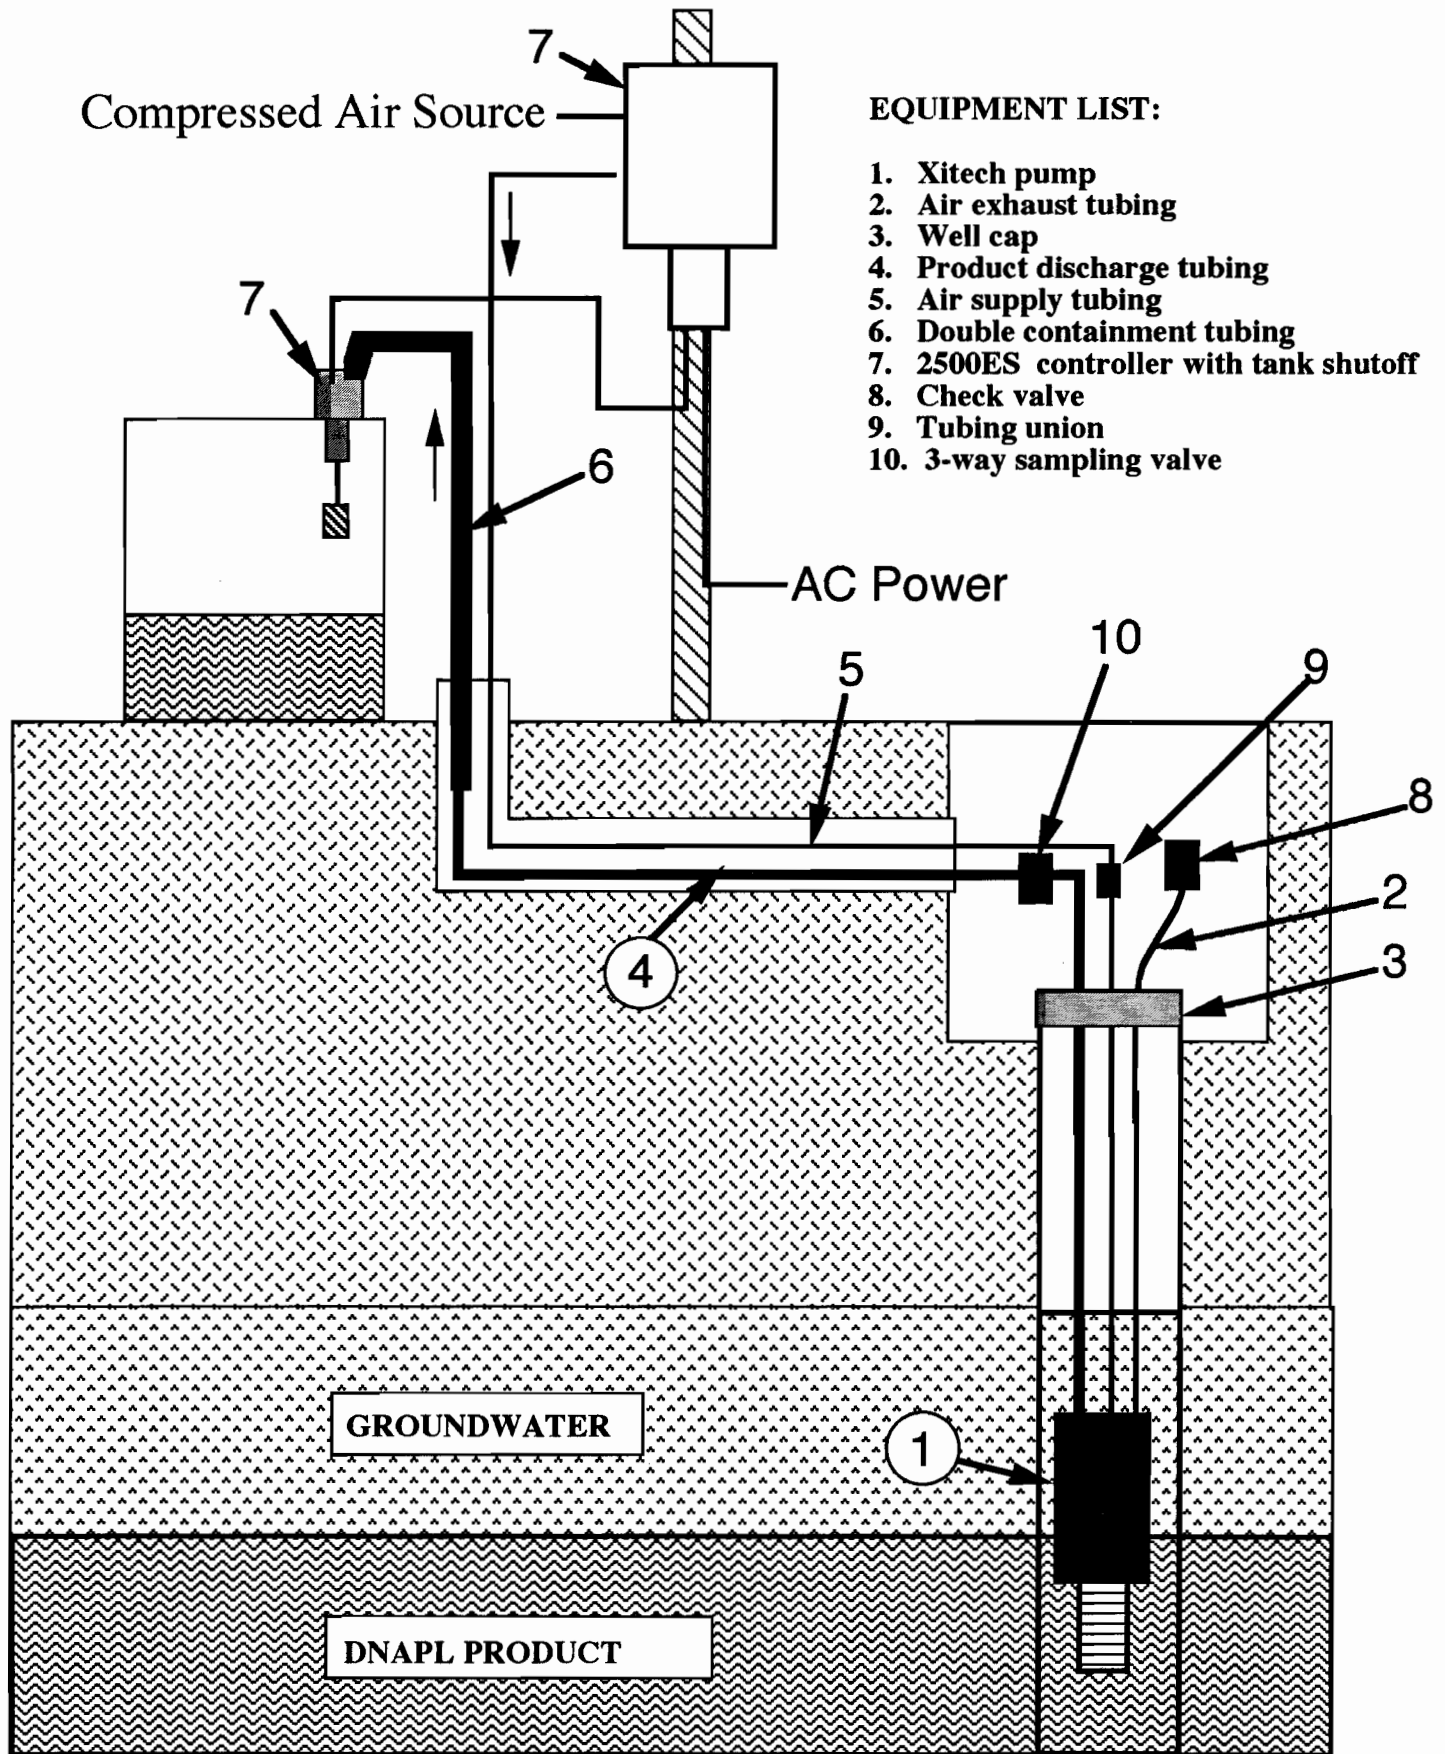 7
Compressed Air Source
EQUIPMENT LIST:
1. Xitech pump
2. Air exhaust tubing
3. Well cap
4. Product discharge tubing
5. Air supply tubing
6. Double containment tubing
7. 2500ES controller with tank shutoff
8. Check valve
9. Tubing union
10. 3-way sampling valve
7
6
AC Power
10
9
5
8
2
4
3
GROUNDWATER
1
DNAPL PRODUCT